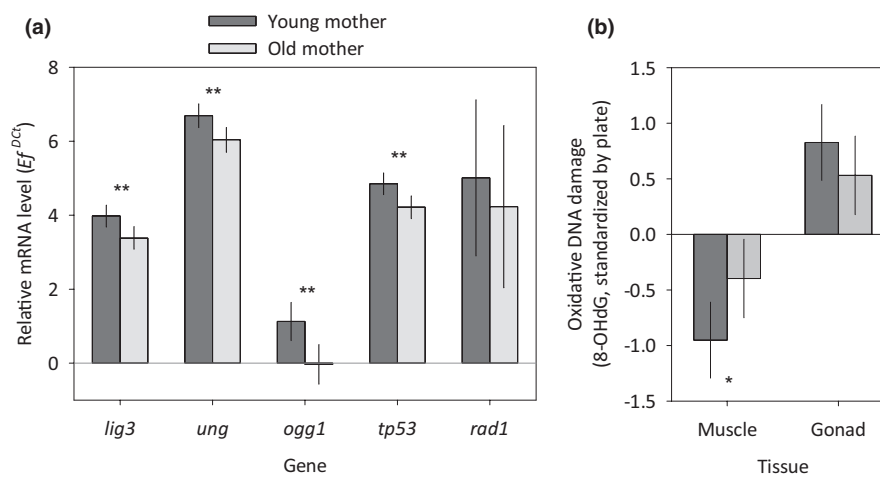 (a)
Young mother
Old mother
Relative mRNA level (Ef DCt)
8
6
4
2
0
**
**
**
**
lig3 ung ogg1 tp53 rad1
Gene
(b)
Oxidative DNA damage
(8-OHdG, standardized by plate)
1.5
1.0
0.5
0.0
-0.5
-1.0
-1.5
*
Muscle Gonad
Tissue